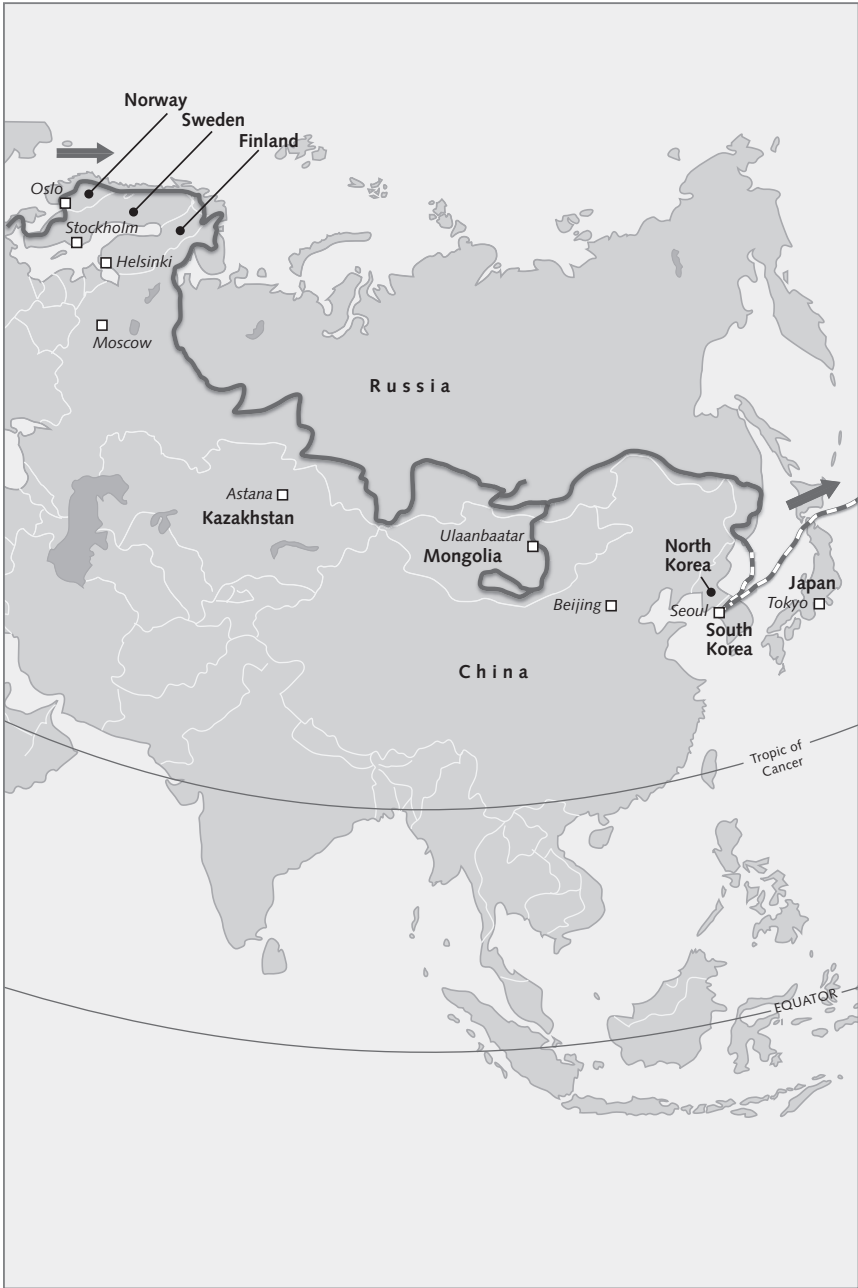 Norway
Sweden
Finland
Oslo
Stockholm
Helsinki
Moscow
Russia
Astana
Kazakhstan
Ulaanbaatar
Mongolia
North
Korea
Beijing
Seoul
Japan
Tokyo
South
Korea
China
Tropic of
Cancer
EQUATOR